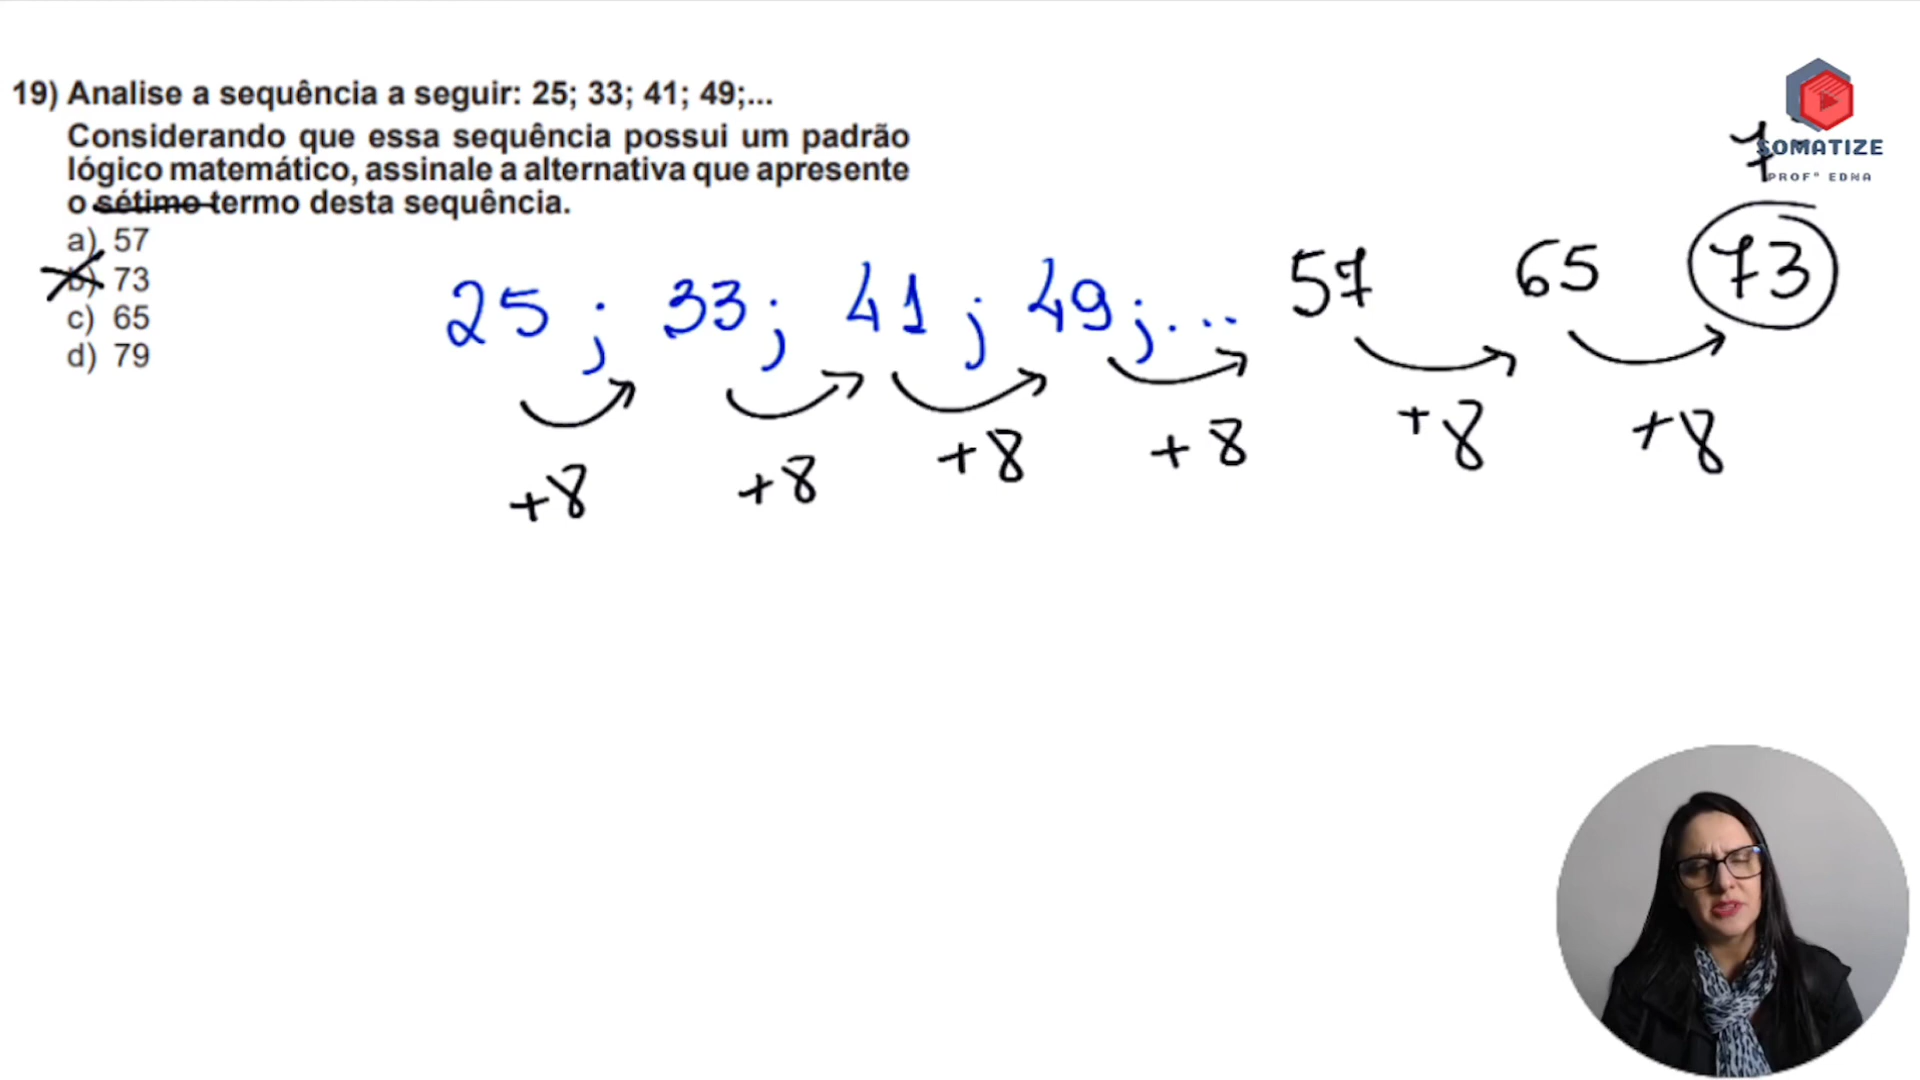 19) Analise a sequência a seguir: 25; 33; 41; 49;...
Considerando que essa sequência possui um padrão
lógico matemático, assinale a alternativa que apresente
o sétimo termo desta sequência.
a) 57
b) 73
c) 65
d) 79
25; 33; 41; 49;... 57 65 73
+8 +8 +8 +8 +8 +8
7
SOMATIZE
PROFª EDNA